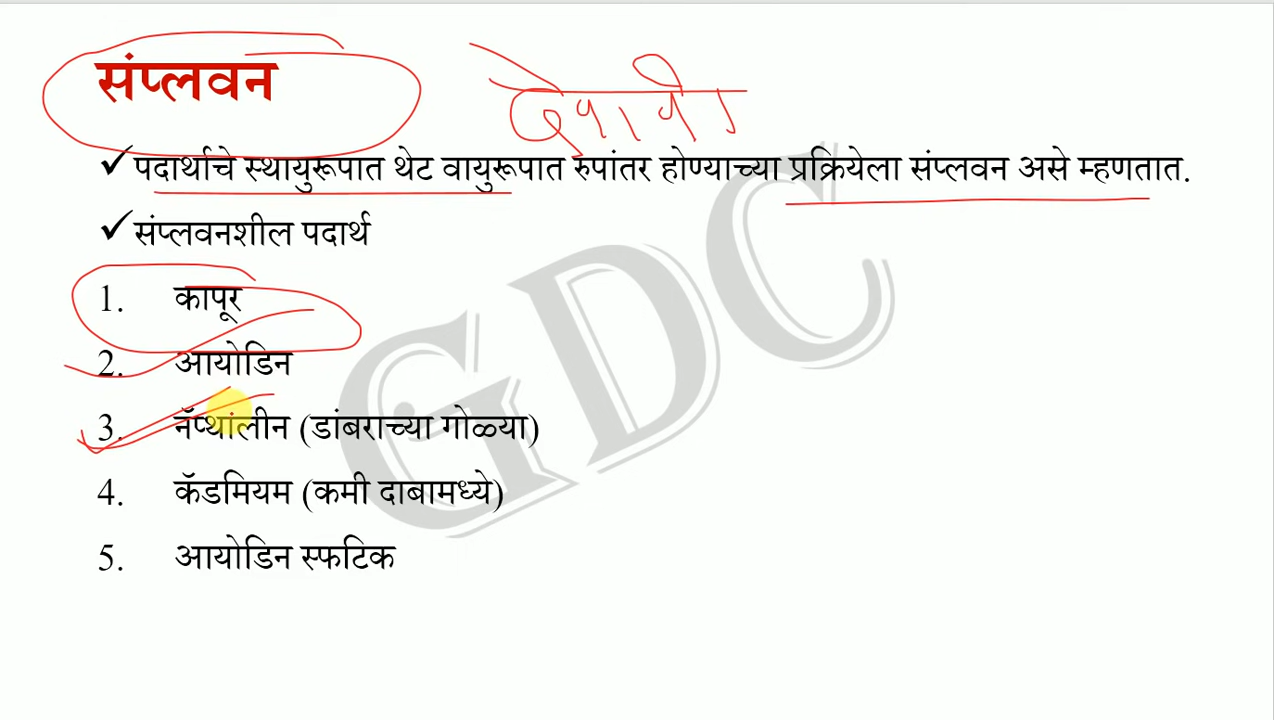 संप्लवन
✓ पदार्थाचे स्थायुरूपात थेट वायुरूपात रुपांतर होण्याच्या प्रक्रियेला संप्लवन असे म्हणतात.
✓ संप्लवनशील पदार्थ
1. कापूर
2. आयोडिन
3. नॅप्थांलीन (डांबराच्या गोळ्या)
4. कॅडमियम (कमी दाबामध्ये)
5. आयोडिन स्फटिक
GDC